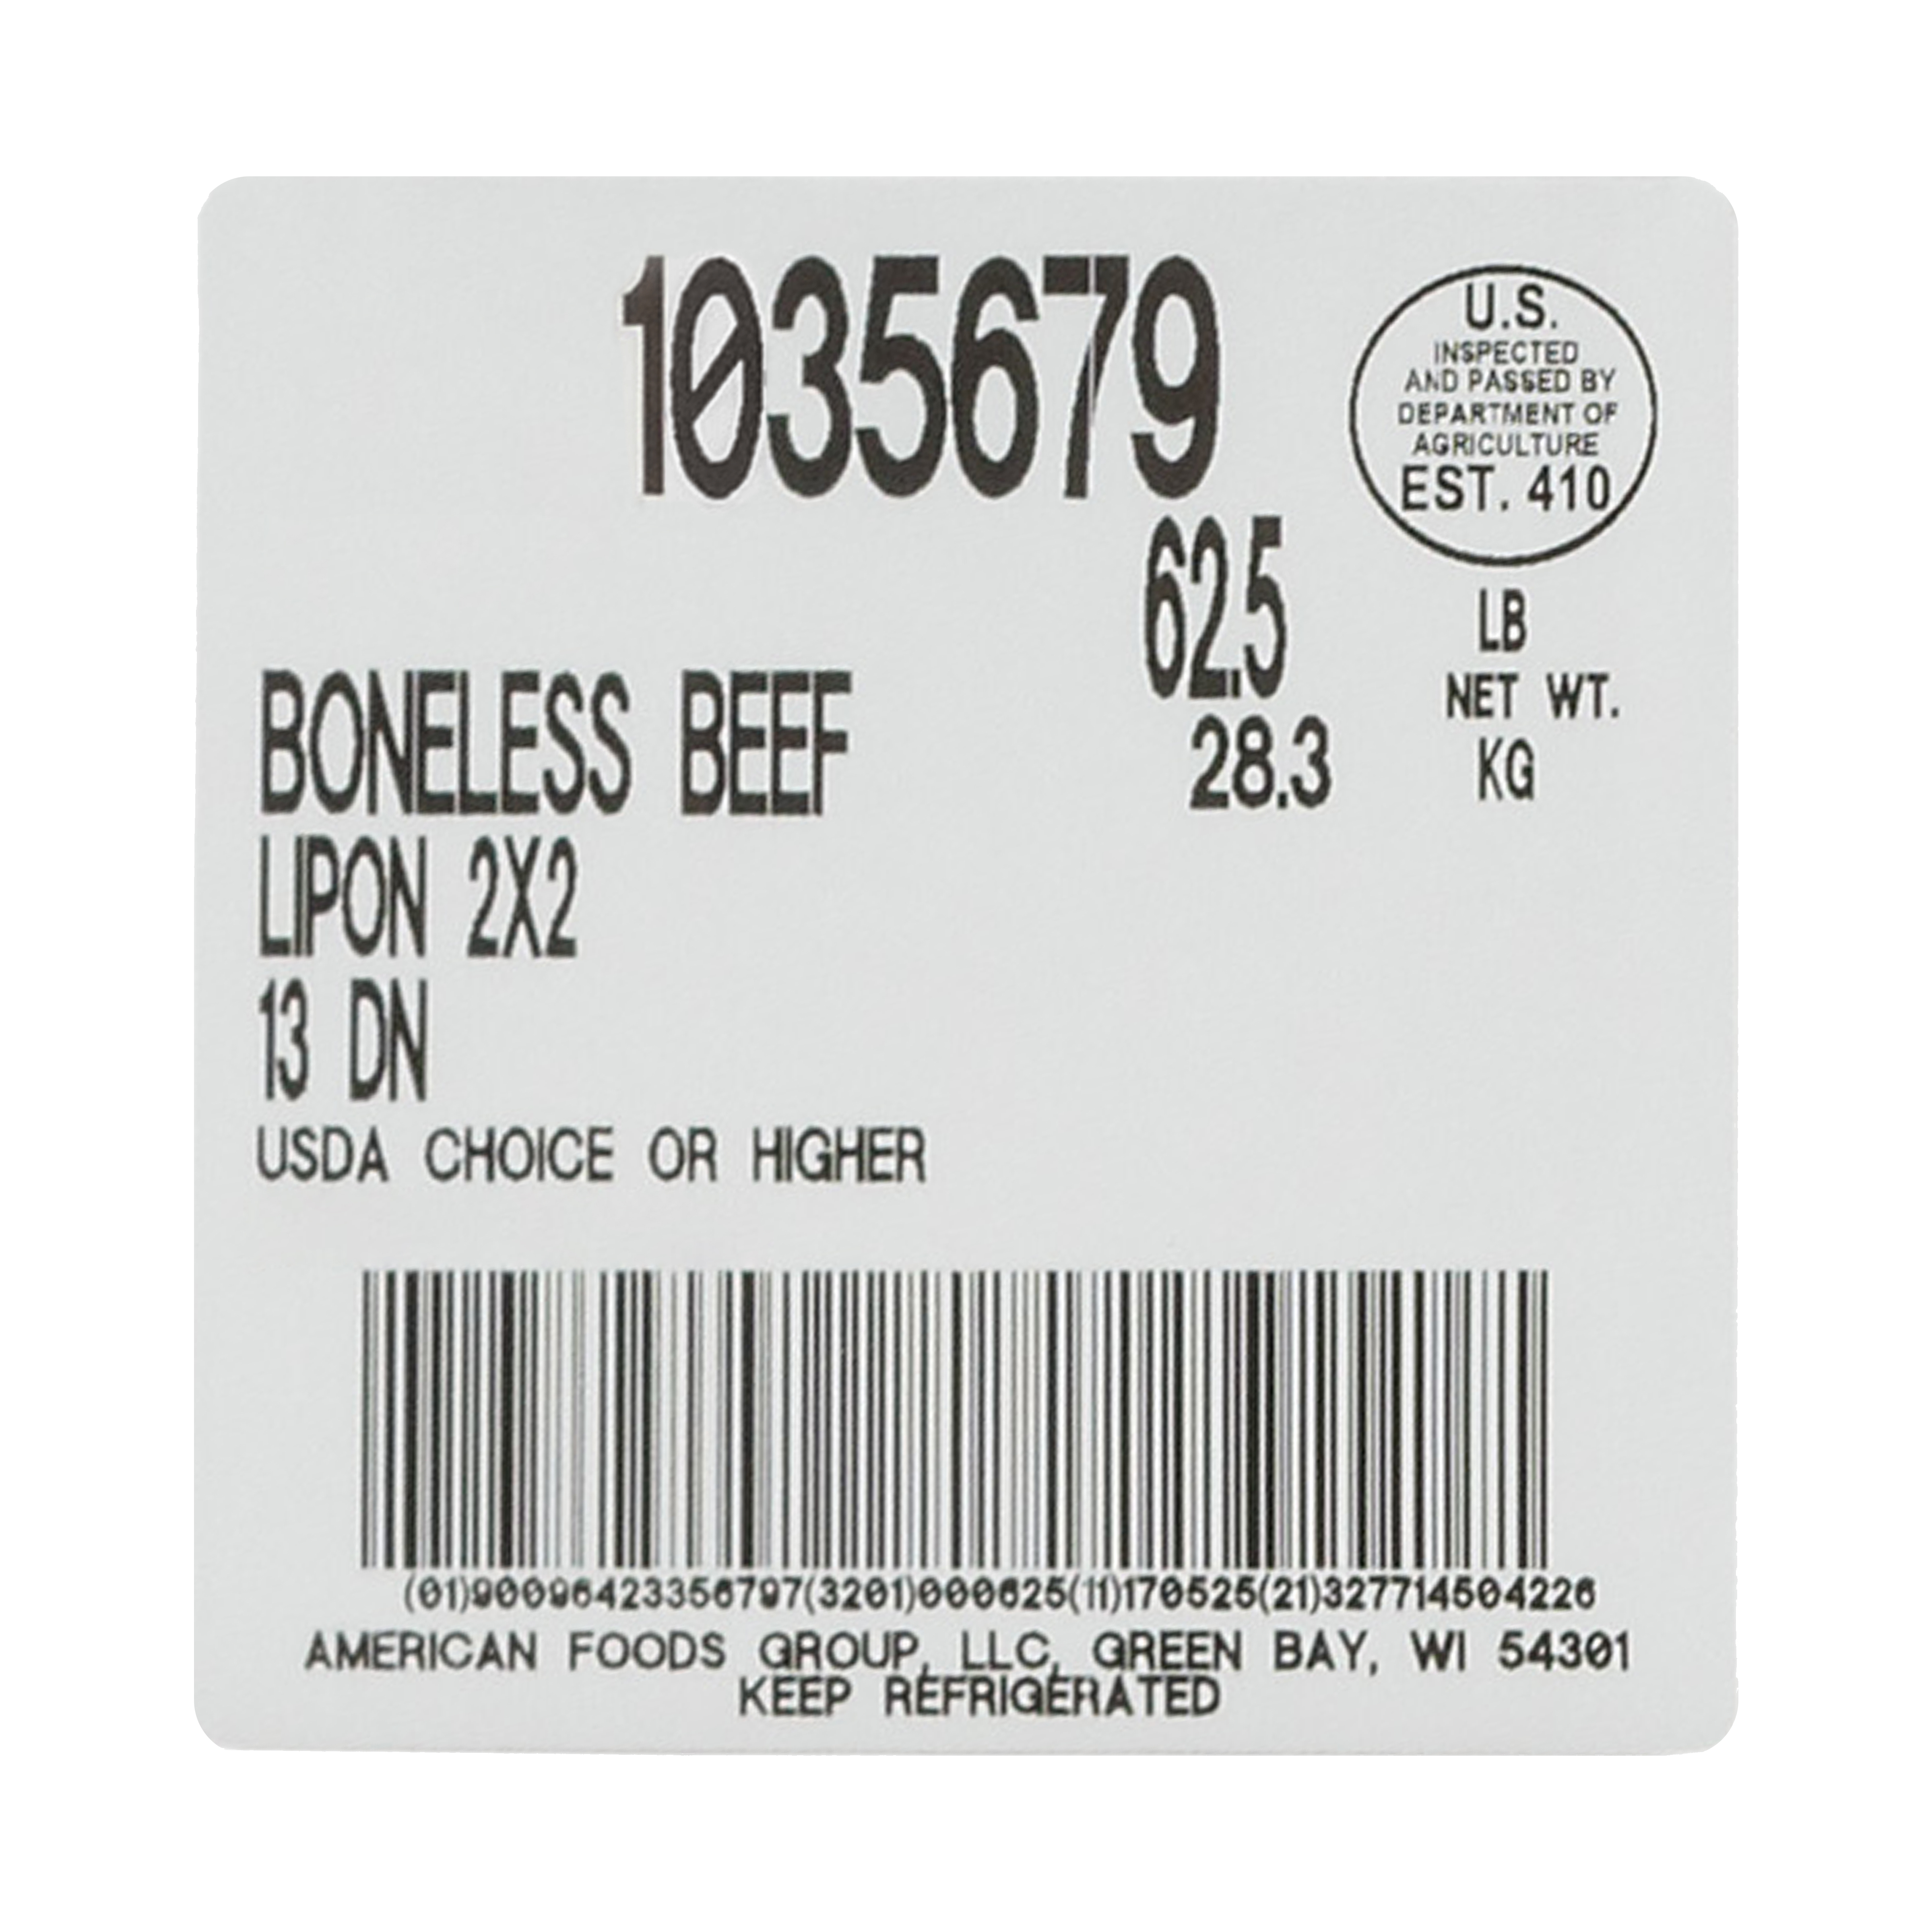 1035679
U.S.
INSPECTED
AND PASSED BY
DEPARTMENT OF
AGRICULTURE
EST. 410
62.5
LB
NET WT.
28.3
KG
BONELESS BEEF
LIPON 2X2
13 DN
USDA CHOICE OR HIGHER
(01)90096423356797(3201)000625(11)170525(21)327714504226
AMERICAN FOODS GROUP, LLC, GREEN BAY, WI 54301
KEEP REFRIGERATED